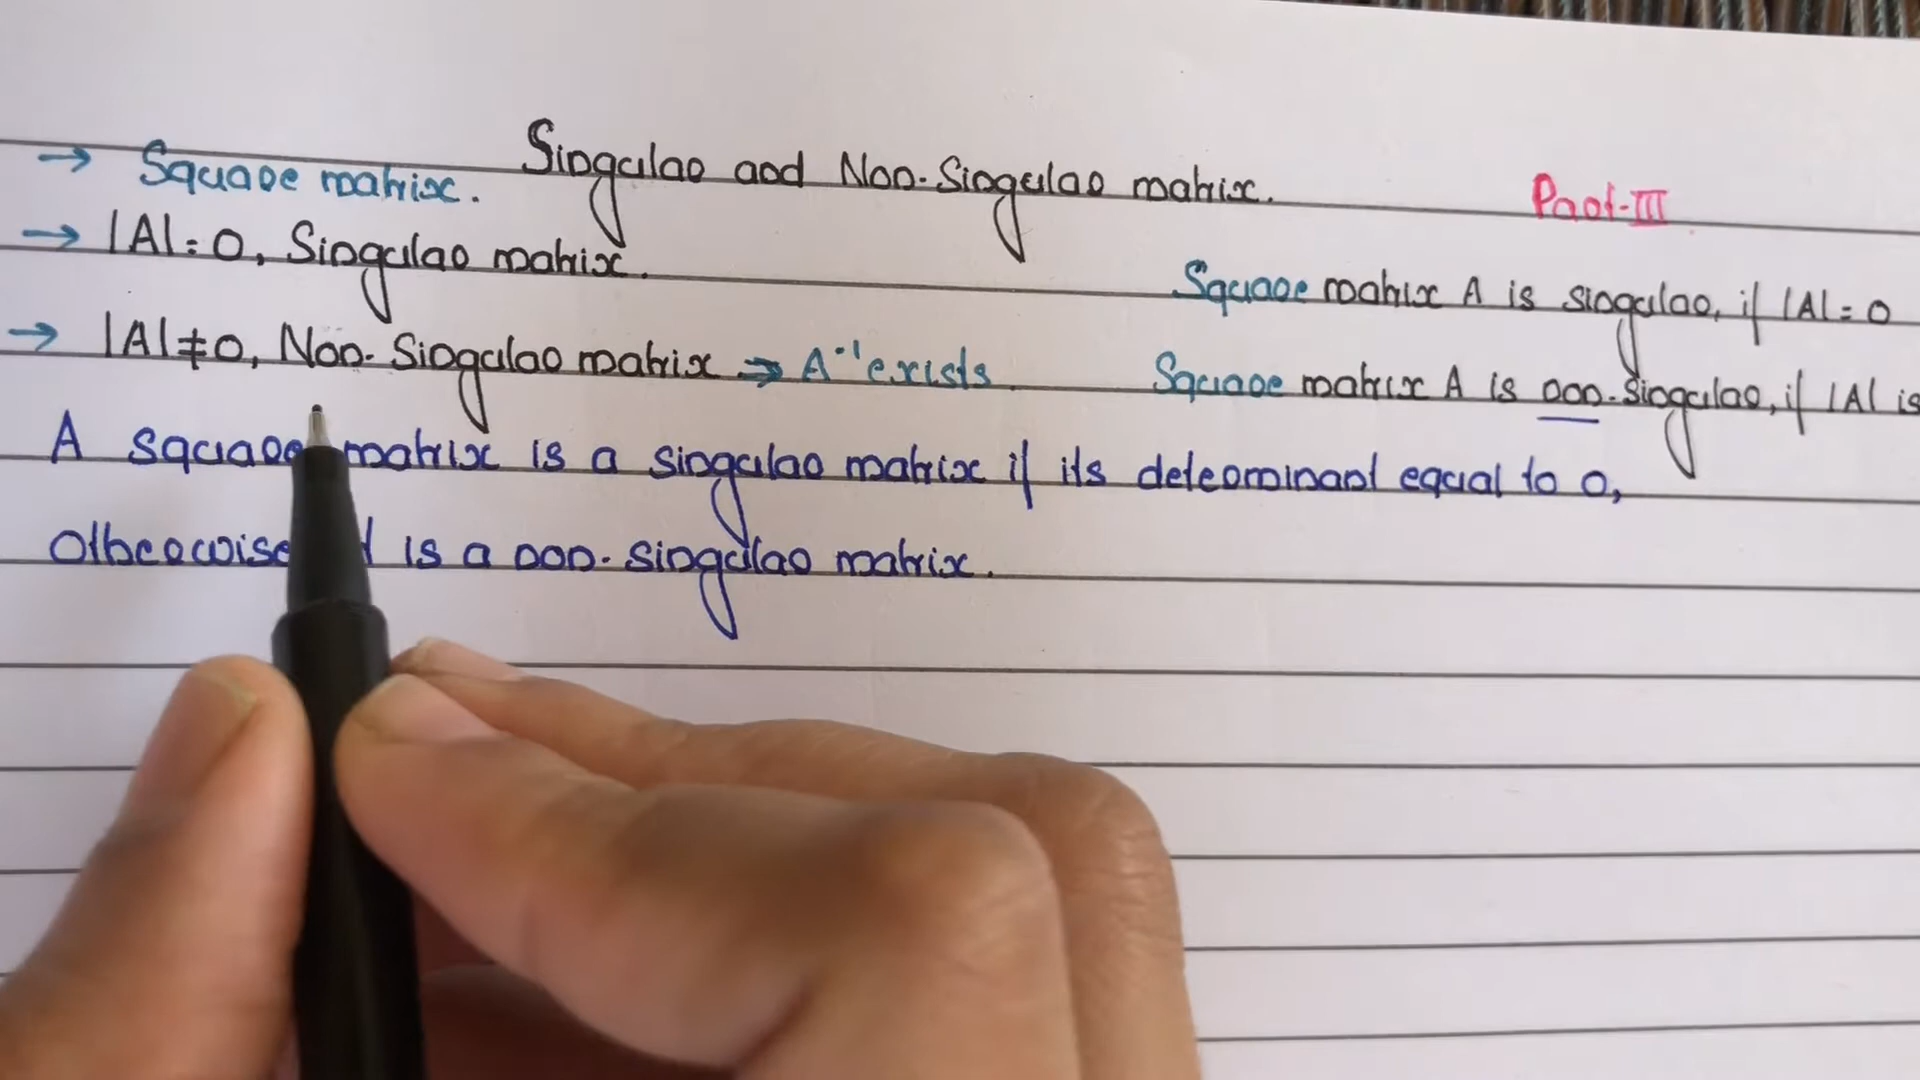 Singular and Non-Singular matrix.
Part-III
→ Square matrix.
→ |A| = 0, Singular matrix.
→ |A| ≠ 0, Non-Singular matrix ⇒ A⁻¹ exists.
Square matrix A is singular, if |A| = 0
Square matrix A is non-singular, if |A| is
A square matrix is a singular matrix if its determinant equal to 0,
otherwise is a non-singular matrix.